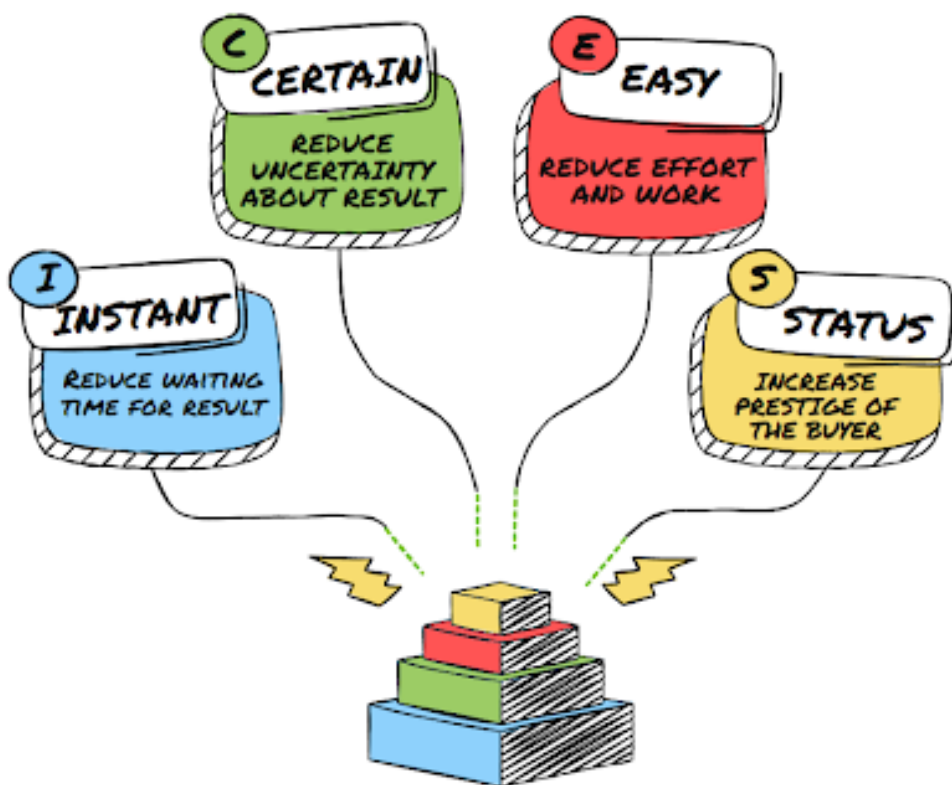 I
INSTANT
REDUCE WAITING
TIME FOR RESULT
C
CERTAIN
REDUCE
UNCERTAINTY
ABOUT RESULT
E
EASY
REDUCE EFFORT
AND WORK
S
STATUS
INCREASE
PRESTIGE OF
THE BUYER